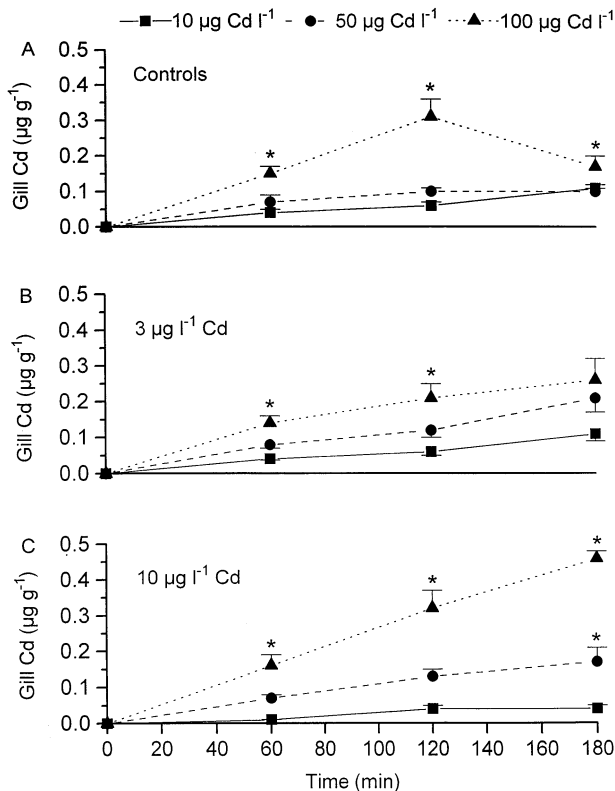 10 µg Cd l⁻¹ 50 µg Cd l⁻¹ 100 µg Cd l⁻¹
A
Controls
Gill Cd (µg g⁻¹)
0.5
0.4
0.3
0.2
0.1
0.0
* * *
B
3 µg l⁻¹ Cd
Gill Cd (µg g⁻¹)
0.5
0.4
0.3
0.2
0.1
0.0
* *
C
10 µg l⁻¹ Cd
Gill Cd (µg g⁻¹)
0.5
0.4
0.3
0.2
0.1
0.0
* * * *
0 20 40 60 80 100 120 140 160 180
Time (min)